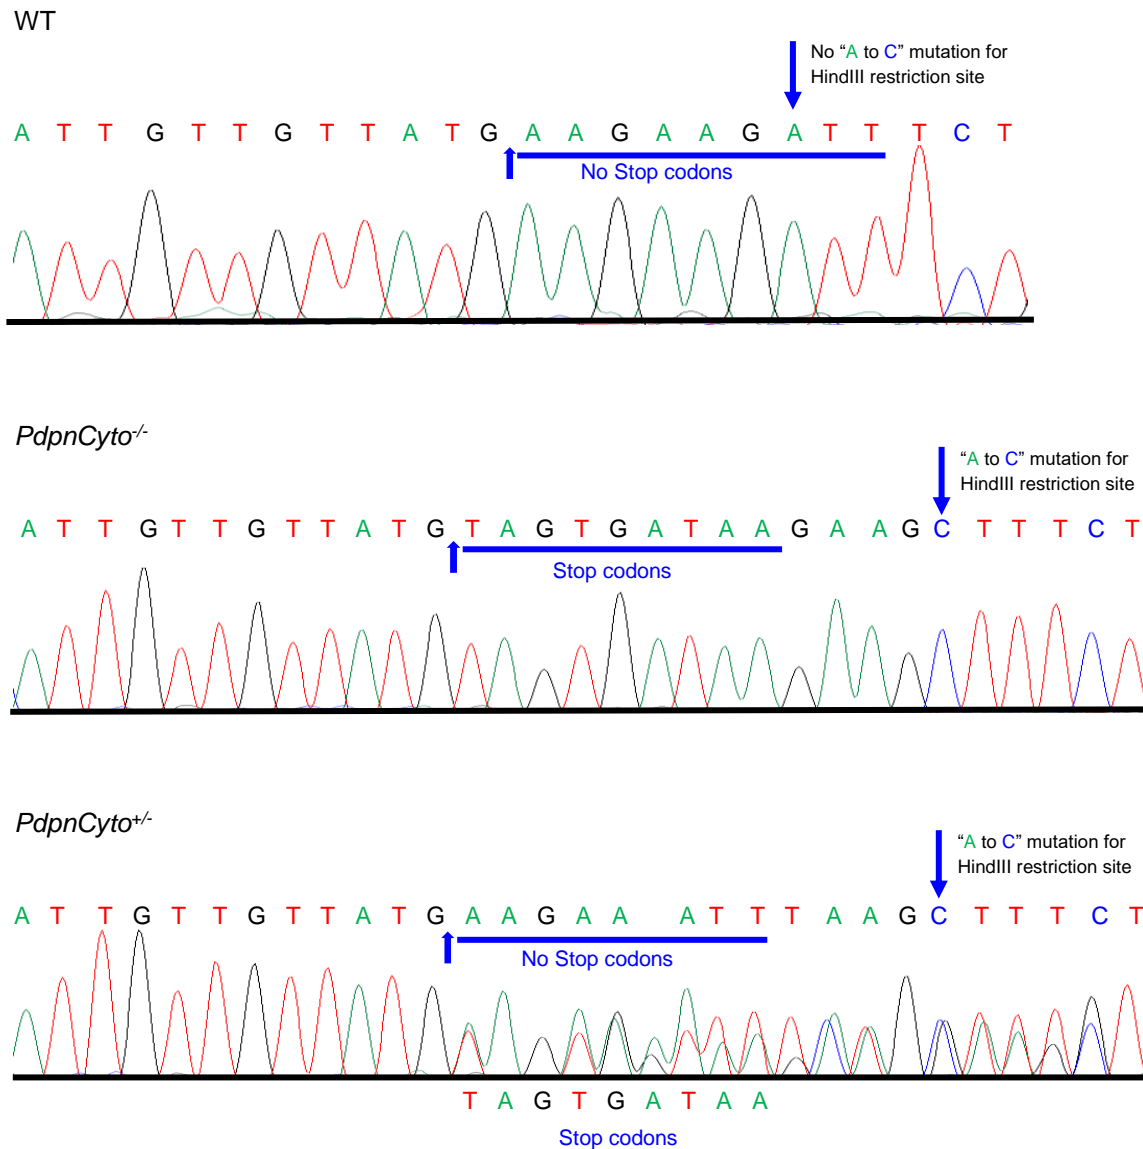 WT
No “A to C” mutation for
HindIII restriction site
A T T G T T G T T A T G A A G A A G A T T T C T
No Stop codons
PdpnCyto-/-
“A to C” mutation for
HindIII restriction site
A T T G T T G T T A T G T A G T G A T A A G A A G C T T T C T
Stop codons
PdpnCyto+/-
“A to C” mutation for
HindIII restriction site
A T T G T T G T T A T G A A G A A A T T T A A G C T T T C T
No Stop codons
T A G T G A T A A
Stop codons